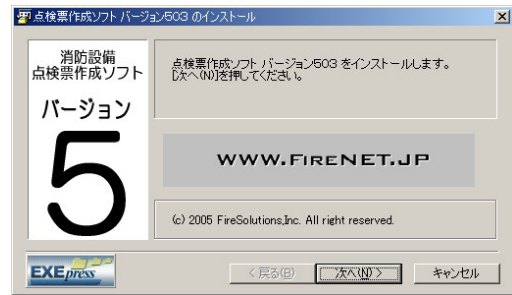 点検票作成ソフト バージョン503 のインストール
消防設備
点検票作成ソフト
バージョン
5
点検票作成ソフト バージョン503 をインストールします。
[次へ(N)]を押してください。
WWW.FIRENET.JP
(c) 2005 FireSolutions,Inc. All right reserved.
EXEpress
< 戻る(B)
次へ(N) >
キャンセル